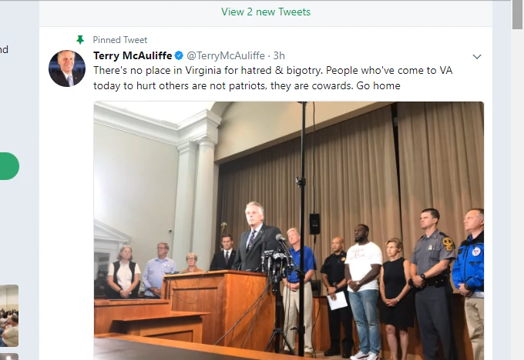 View 2 new Tweets
Pinned Tweet
Terry McAuliffe @TerryMcAuliffe · 3h
There's no place in Virginia for hatred & bigotry. People who've come to VA
today to hurt others are not patriots, they are cowards. Go home
nd